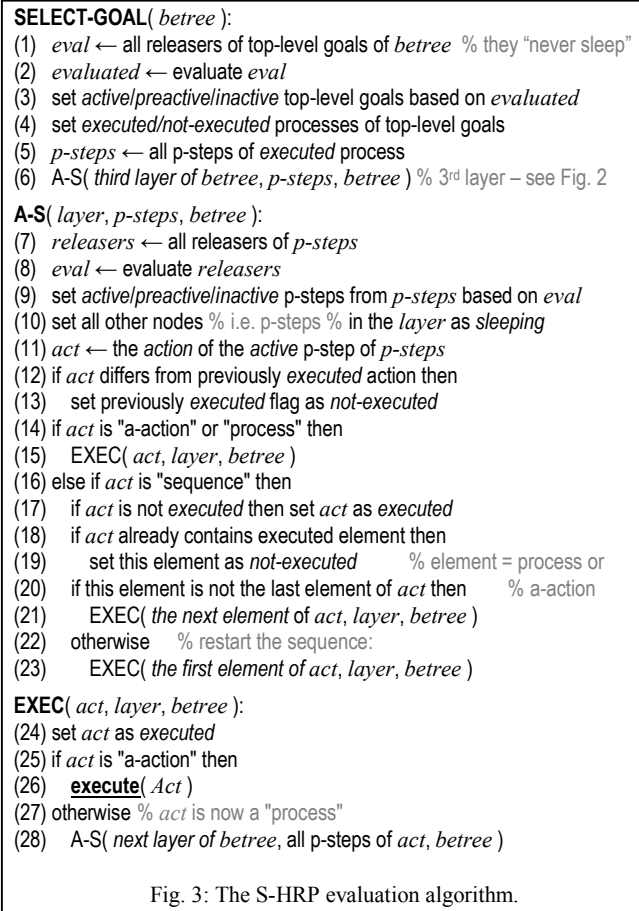 SELECT-GOAL( betree ):
(1) eval ← all releasers of top-level goals of betree % they “never sleep”
(2) evaluated ← evaluate eval
(3) set active/preactive/inactive top-level goals based on evaluated
(4) set executed/not-executed processes of top-level goals
(5) p-steps ← all p-steps of executed process
(6) A-S( third layer of betree, p-steps, betree ) % 3rd layer – see Fig. 2
A-S( layer, p-steps, betree ):
(7) releasers ← all releasers of p-steps
(8) eval ← evaluate releasers
(9) set active/preactive/inactive p-steps from p-steps based on eval
(10) set all other nodes % i.e. p-steps % in the layer as sleeping
(11) act ← the action of the active p-step of p-steps
(12) if act differs from previously executed action then
(13) set previously executed flag as not-executed
(14) if act is "a-action" or "process" then
(15) EXEC( act, layer, betree )
(16) else if act is "sequence" then
(17) if act is not executed then set act as executed
(18) if act already contains executed element then
(19) set this element as not-executed % element = process or
(20) if this element is not the last element of act then % a-action
(21) EXEC( the next element of act, layer, betree )
(22) otherwise % restart the sequence:
(23) EXEC( the first element of act, layer, betree )
EXEC( act, layer, betree ):
(24) set act as executed
(25) if act is "a-action" then
(26) execute( Act )
(27) otherwise % act is now a "process"
(28) A-S( next layer of betree, all p-steps of act, betree )
Fig. 3: The S-HRP evaluation algorithm.